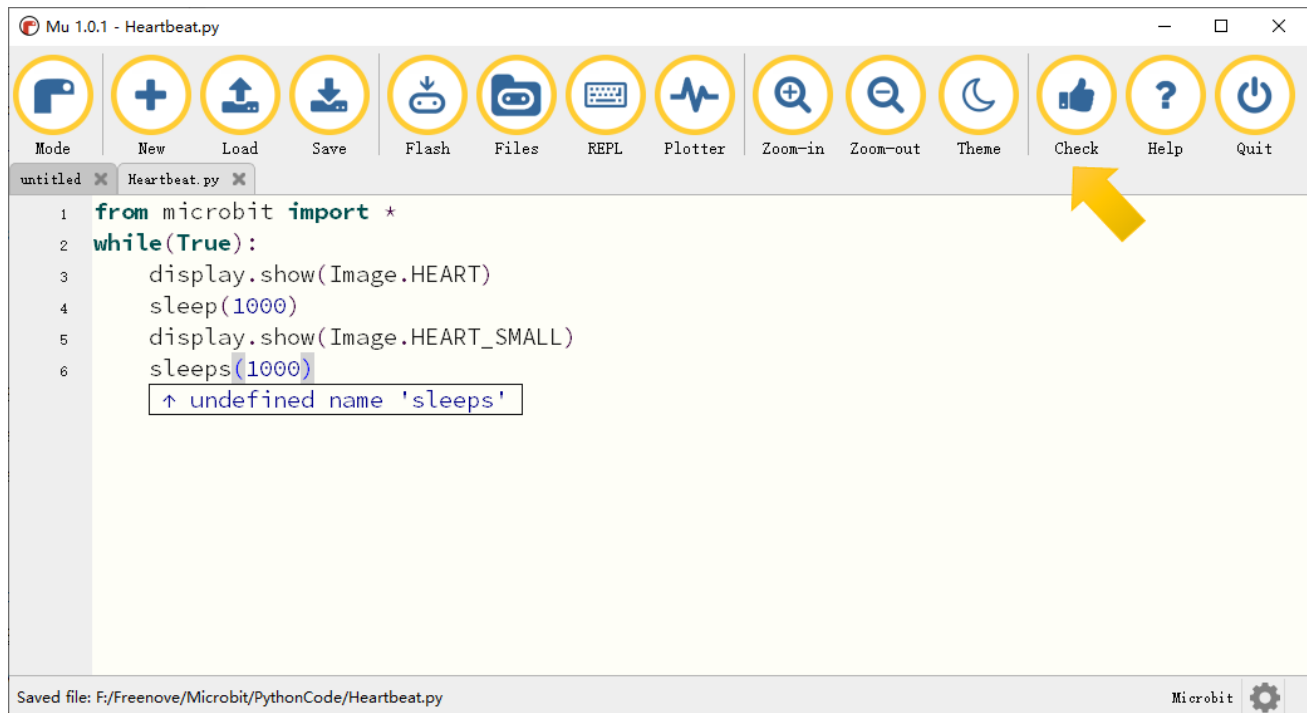 Mu 1.0.1 - Heartbeat.py
Mode New Load Save Flash Files REPL Plotter Zoom-in Zoom-out Theme Check Help Quit
untitled Heartbeat.py
1 from microbit import *
2 while(True):
3     display.show(Image.HEART)
4     sleep(1000)
5     display.show(Image.HEART_SMALL)
6     sleeps(1000)
↑ undefined name 'sleeps'
Saved file: F:/Freenove/Microbit/PythonCode/Heartbeat.py Microbit